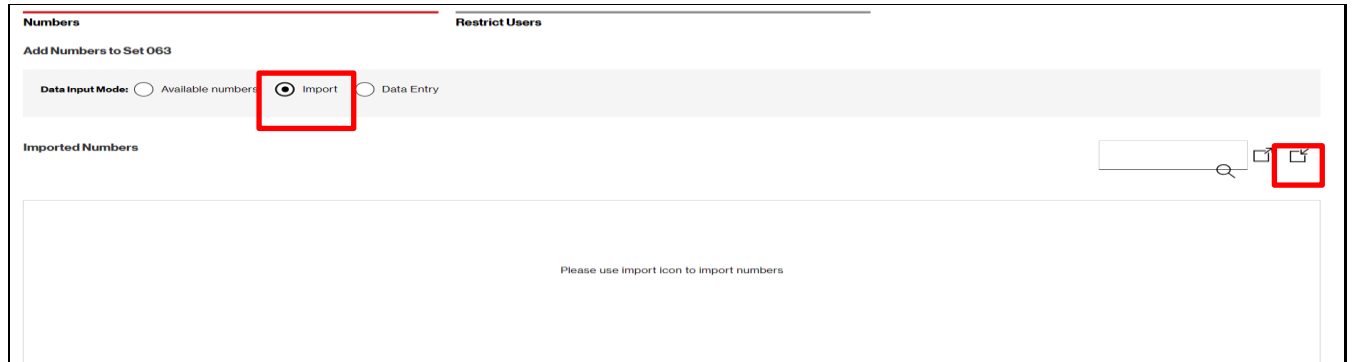 Numbers
Restrict Users
Add Numbers to Set 063
Data Input Mode: Available numbers Import Data Entry
Imported Numbers
Please use import icon to import numbers